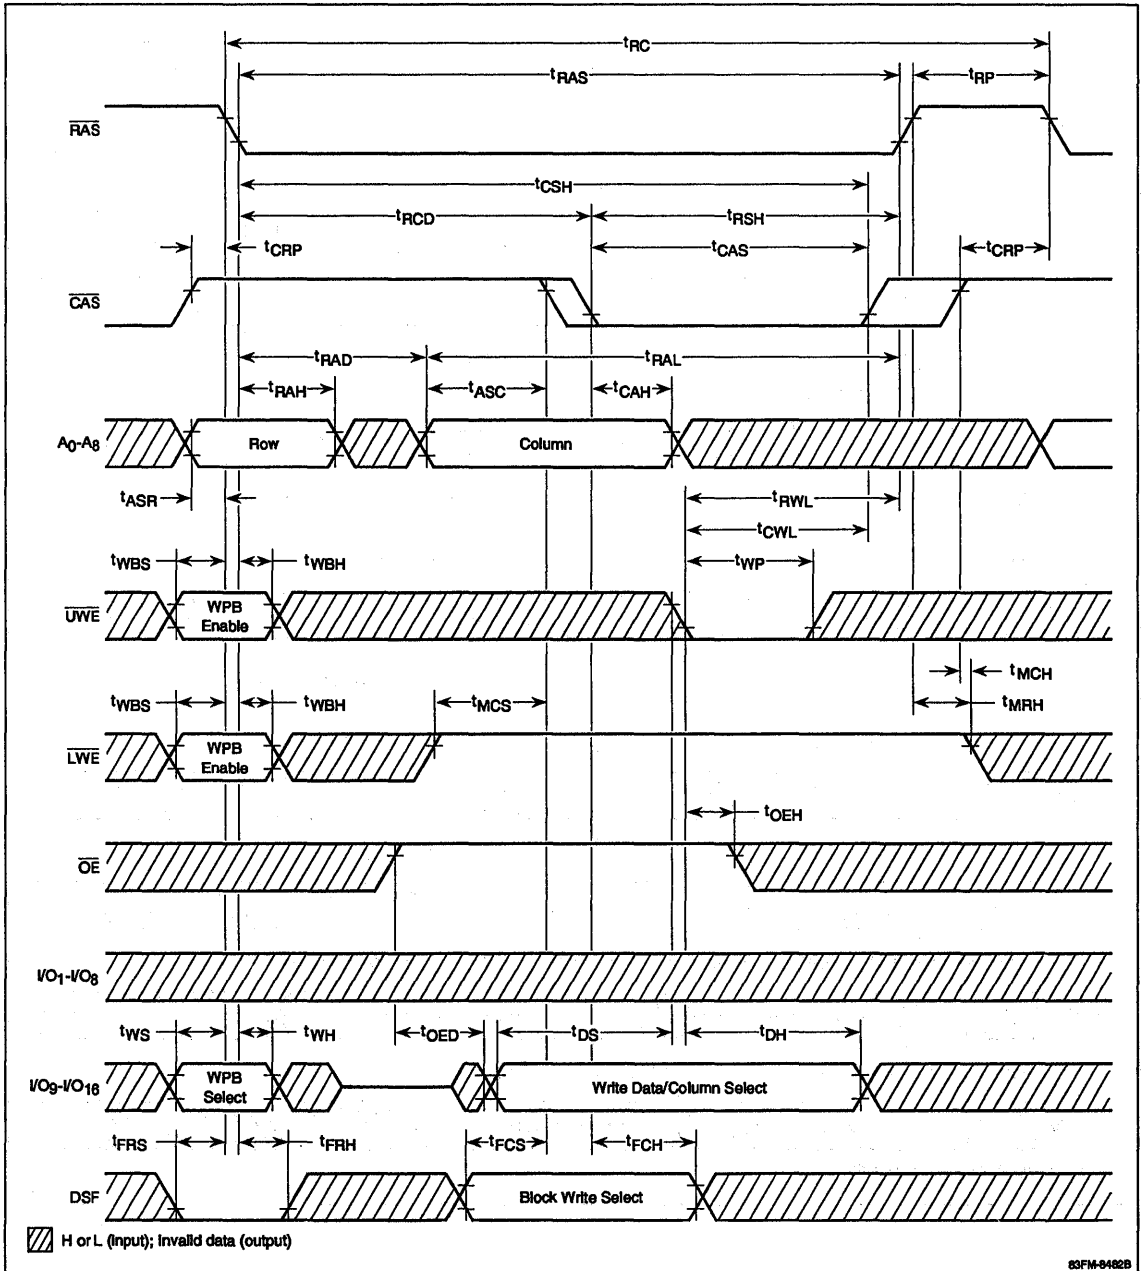 tRC
tRAS
tRP
RAS
tCSH
tRCD
tRSH
tCRP
tCAS
tCRP
CAS
tRAD
tRAL
tRAH
tASC
tCAH
A0-A8
Row
Column
tASR
tRWL
tCWL
tWBS
tWBH
tWP
UWE
WPB
Enable
tMCH
tWBS
tWBH
tMCS
tMRH
LWE
WPB
Enable
tOEH
OE
I/O1-I/O8
tWS
tWH
tOED
tDS
tDH
I/O9-I/O16
WPB
Select
Write Data/Column Select
tFRS
tFRH
tFCS
tFCH
DSF
Block Write Select
H or L (input); Invalid data (output)
83FM-8482B